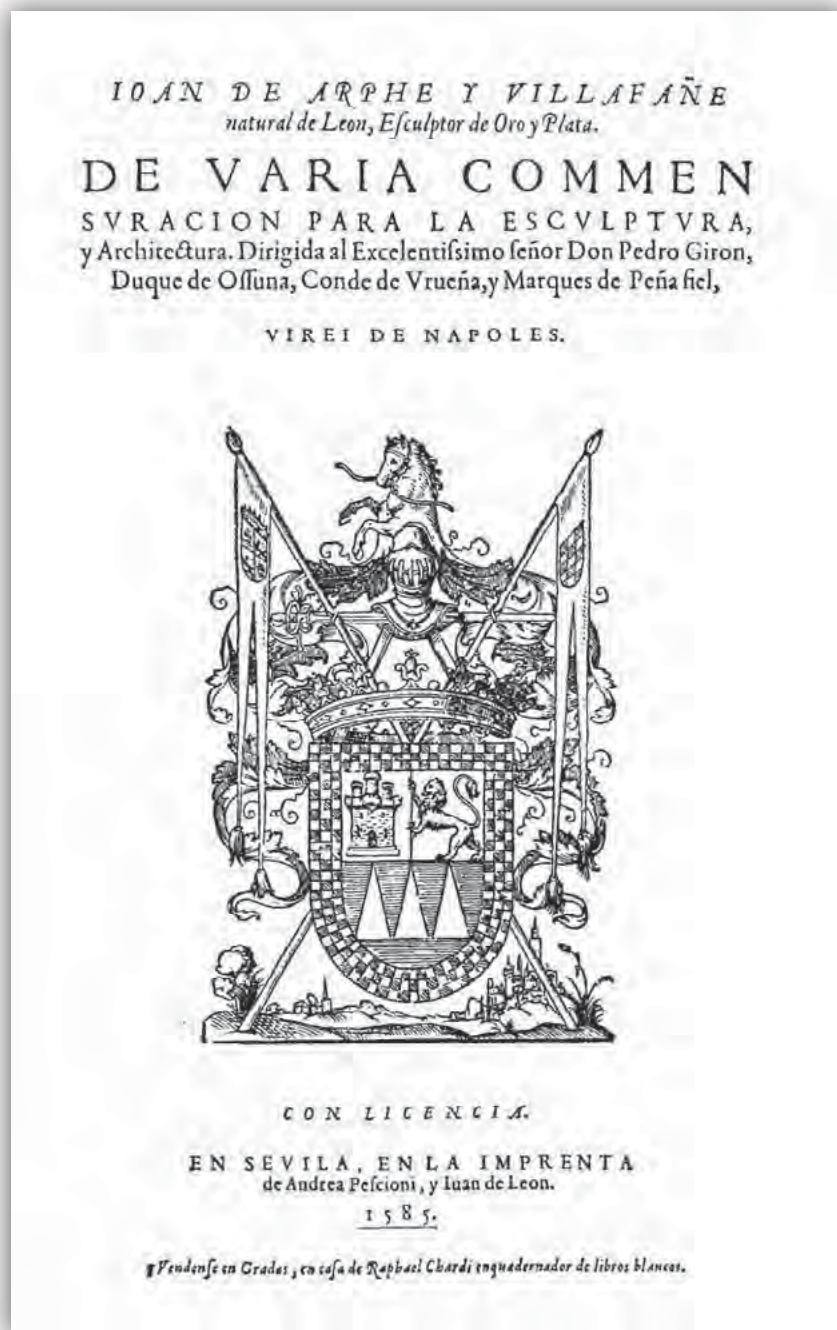 IOAN DE ARPHE Y VILLAFAÑE
natural de Leon, Eſculptor de Oro y Plata.
DE VARIA COMMEN
SVRACION PARA LA ESCVLPTVRA,
y Architectura. Dirigida al Excelentiſsimo ſeñor Don Pedro Giron,
Duque de Oſſuna, Conde de Vrueña, y Marques de Peña fiel,
VIREI DE NAPOLES.
CON LICENCIA.
EN SEVILA, EN LA IMPRENTA
de Andrea Peſcioni, y Iuan de Leon.
1585.
¶ Vendenſe en Gradas, en caſa de Raphael Chardi enquadernador de libros blancos.